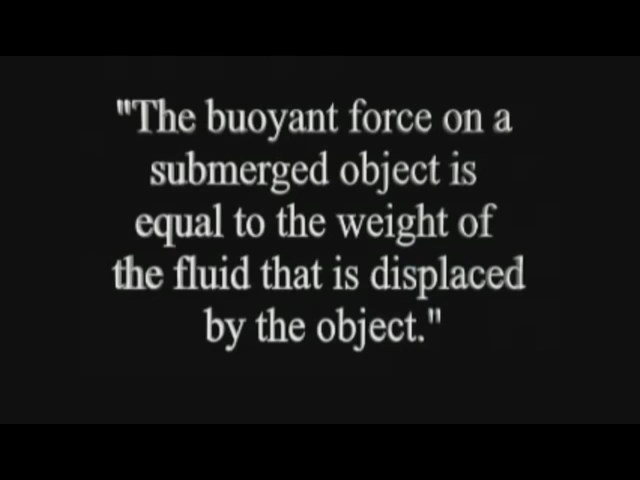 "The buoyant force on a
submerged object is
equal to the weight of
the fluid that is displaced
by the object."